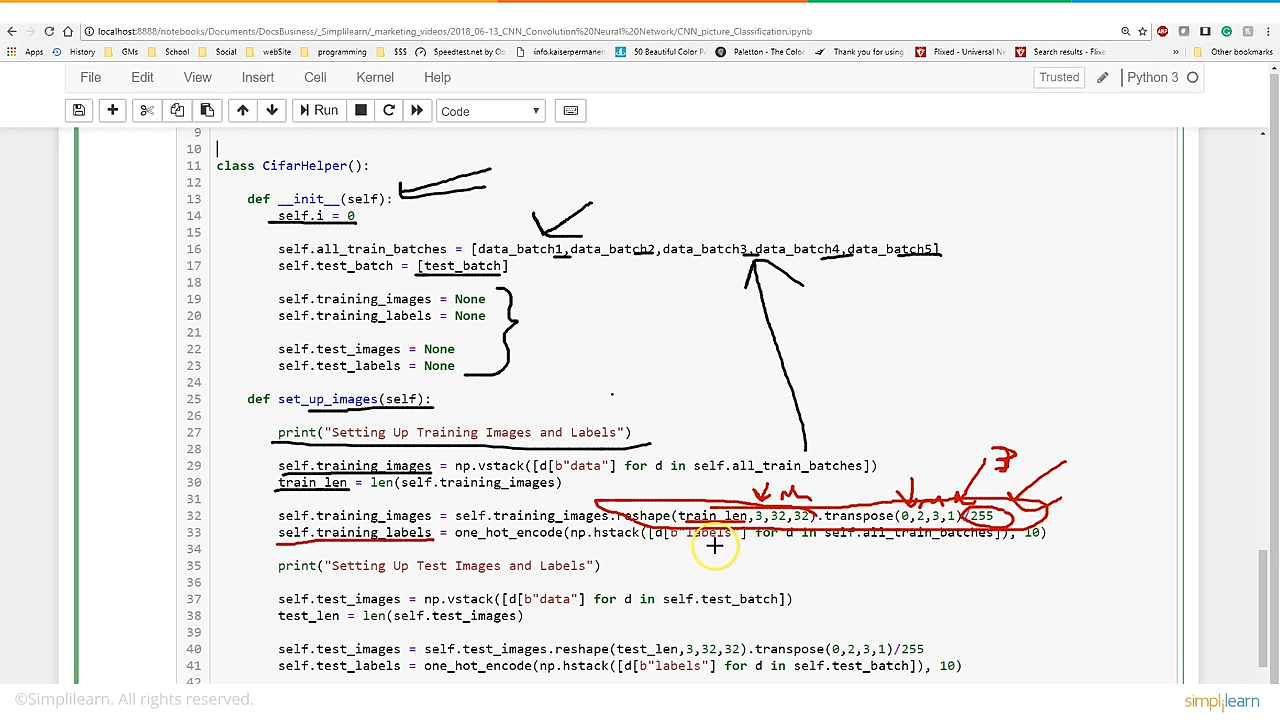 localhost:8888/notebooks/Documents/DocsBusiness/_Simplilearn/_marketing_videos/2018-06-13_CNN_Convolution%20Neural%20Network/CNN_picture_Classification.ipynb
Apps History GMs School Social website programming $$$ Speedtest.net by Oo info.kaiserpermanen 50 Beautiful Color P Paletton - The Color Thank you for using Flixed - Universal Ne Search results - Flixe » Other bookmarks
File Edit View Insert Cell Kernel Help Trusted Python 3
Run Code
9
10
11 class CifarHelper():
12
13 def __init__(self):
14 self.i = 0
15
16 self.all_train_batches = [data_batch1,data_batch2,data_batch3,data_batch4,data_batch5]
17 self.test_batch = [test_batch]
18
19 self.training_images = None
20 self.training_labels = None
21
22 self.test_images = None
23 self.test_labels = None
24
25 def set_up_images(self):
26
27 print("Setting Up Training Images and Labels")
28
29 self.training_images = np.vstack([d[b"data"] for d in self.all_train_batches])
30 train_len = len(self.training_images)
31
32 self.training_images = self.training_images.reshape(train_len,3,32,32).transpose(0,2,3,1)/255
33 self.training_labels = one_hot_encode(np.hstack([d[b"labels"] for d in self.all_train_batches]), 10)
34
35 print("Setting Up Test Images and Labels")
36
37 self.test_images = np.vstack([d[b"data"] for d in self.test_batch])
38 test_len = len(self.test_images)
39
40 self.test_images = self.test_images.reshape(test_len,3,32,32).transpose(0,2,3,1)/255
41 self.test_labels = one_hot_encode(np.hstack([d[b"labels"] for d in self.test_batch]), 10)
42
©Simplilearn. All rights reserved.
simplilearn